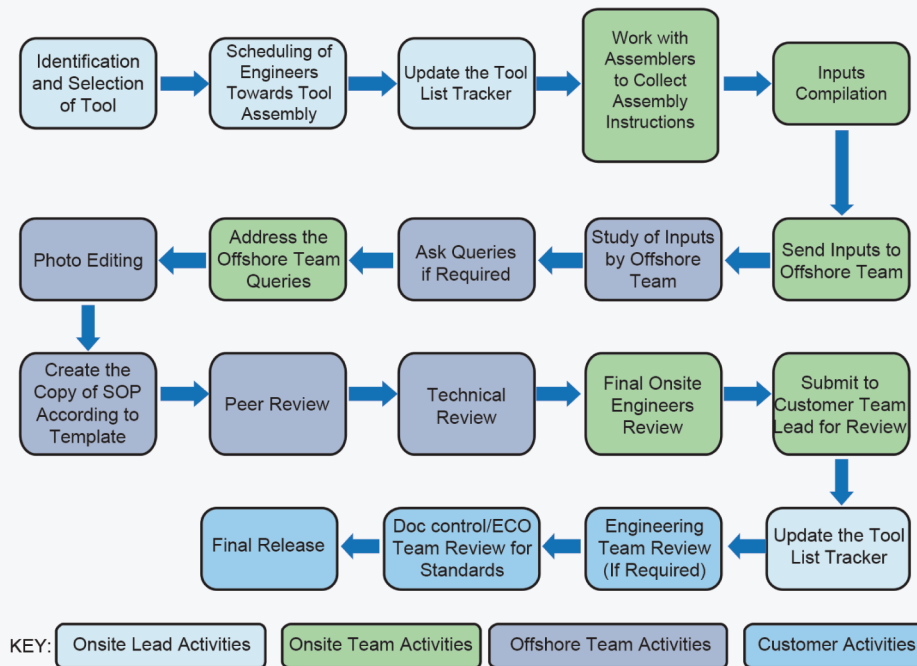 Identification
and Selection
of Tool
Scheduling of
Engineers
Towards Tool
Assembly
Update the Tool
List Tracker
Work with
Assemblers
to Collect
Assembly
Instructions
Inputs
Compilation
Photo Editing
Address the
Offshore Team
Queries
Ask Queries
if Required
Study of Inputs
by Offshore
Team
Send Inputs to
Offshore Team
Create the
Copy of SOP
According to
Template
Peer Review
Technical
Review
Final Onsite
Engineers
Review
Submit to
Customer Team
Lead for Review
Final Release
Doc control/ECO
Team Review for
Standards
Engineering
Team Review
(If Required)
Update the Tool
List Tracker
KEY:
Onsite Lead Activities
Onsite Team Activities
Offshore Team Activities
Customer Activities